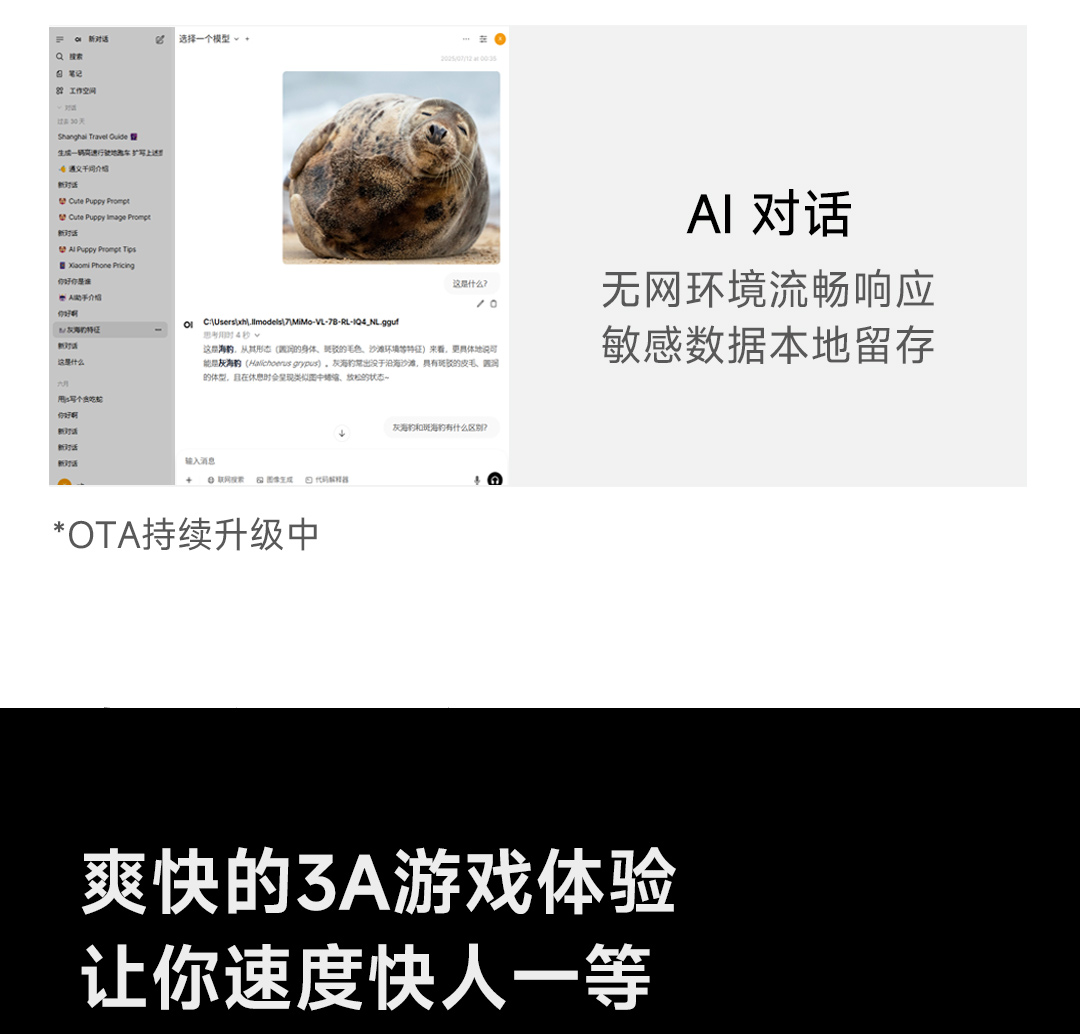 OI 新对话
搜索
笔记
工作空间
对话
过去 30 天
Shanghai Travel Guide
生成一辆高速行驶地跑车 扩写上述
通义千问介绍
新对话
Cute Puppy Prompt
Cute Puppy Image Prompt
新对话
AI Puppy Prompt Tips
Xiaomi Phone Pricing
你好你是谁
AI助手介绍
你好啊
灰海豹特征
新对话
这是什么
六月
用js写个贪吃蛇
你好啊
新对话
新对话
新对话
选择一个模型
2025/07/12 at 00:35
这是什么?
OI
C:\Users\xh\.llmodels\7\MiMo-VL-7B-RL-IQ4_NL.gguf
思考用时 4 秒
这是海豹。从其形态(圆润的身体、斑驳的毛色、沙滩环境等特征)来看,更具体地说可
能是灰海豹(Halichoerus grypus)。灰海豹常出没于沿海沙滩,具有斑驳的皮毛、圆润
的体型,且在休息时会呈现类似图中蜷缩、放松的状态~
灰海豹和斑海豹有什么区别?
输入消息
联网搜索 图像生成 代码解释器
AI 对话
无网环境流畅响应
敏感数据本地留存
*OTA持续升级中
爽快的3A游戏体验
让你速度快人一等